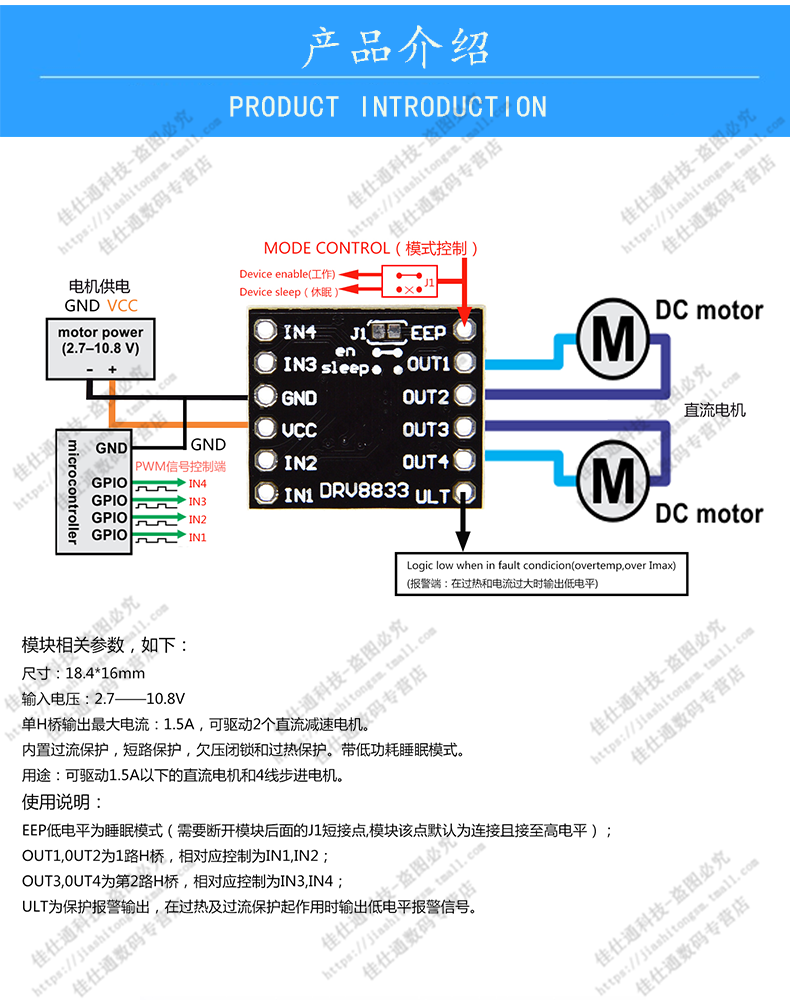 产品介绍
PRODUCT INTRODUCTION
佳仕通科技-盗图必究
https://jiashitongsm.tmall.com
佳仕通数码专营店
MODE CONTROL（模式控制）
Device enable(工作)
Device sleep（休眠）
J1
电机供电
GND VCC
motor power
(2.7–10.8 V)
- +
IN4 J1 EEP
en
IN3 sleep OUT1
GND OUT2
VCC OUT3
IN2 OUT4
IN1 DRV8833 ULT
M
DC motor
直流电机
M
DC motor
microcontroller
GND
GND
PWM信号控制端
GPIO IN4
GPIO IN3
GPIO IN2
GPIO IN1
Logic low when in fault condicion(overtemp,over Imax)
(报警端：在过热和电流过大时输出低电平)
模块相关参数，如下：
尺寸：18.4*16mm
输入电压：2.7——10.8V
单H桥输出最大电流：1.5A，可驱动2个直流减速电机。
内置过流保护，短路保护，欠压闭锁和过热保护。带低功耗睡眠模式。
用途：可驱动1.5A以下的直流电机和4线步进电机。
使用说明：
EEP低电平为睡眠模式（需要断开模块后面的J1短接点,模块该点默认为连接且接至高电平）；
OUT1,0UT2为1路H桥，相对应控制为IN1,IN2；
OUT3,0UT4为第2路H桥，相对应控制为IN3,IN4；
ULT为保护报警输出，在过热及过流保护起作用时输出低电平报警信号。